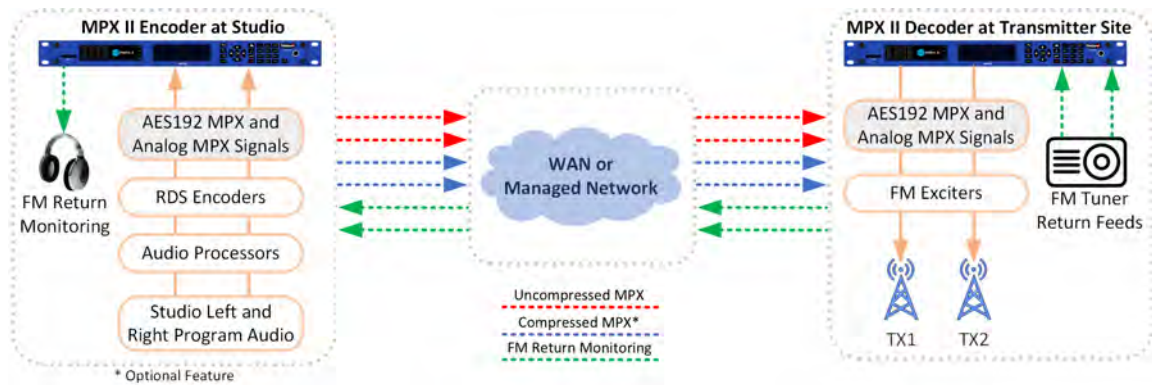 MPX II Encoder at Studio
AES192 MPX and
Analog MPX Signals
FM Return
Monitoring
RDS Encoders
Audio Processors
Studio Left and
Right Program Audio
* Optional Feature
WAN or
Managed Network
Uncompressed MPX
Compressed MPX*
FM Return Monitoring
MPX II Decoder at Transmitter Site
AES192 MPX and
Analog MPX Signals
FM Exciters
FM Tuner
Return Feeds
TX1
TX2